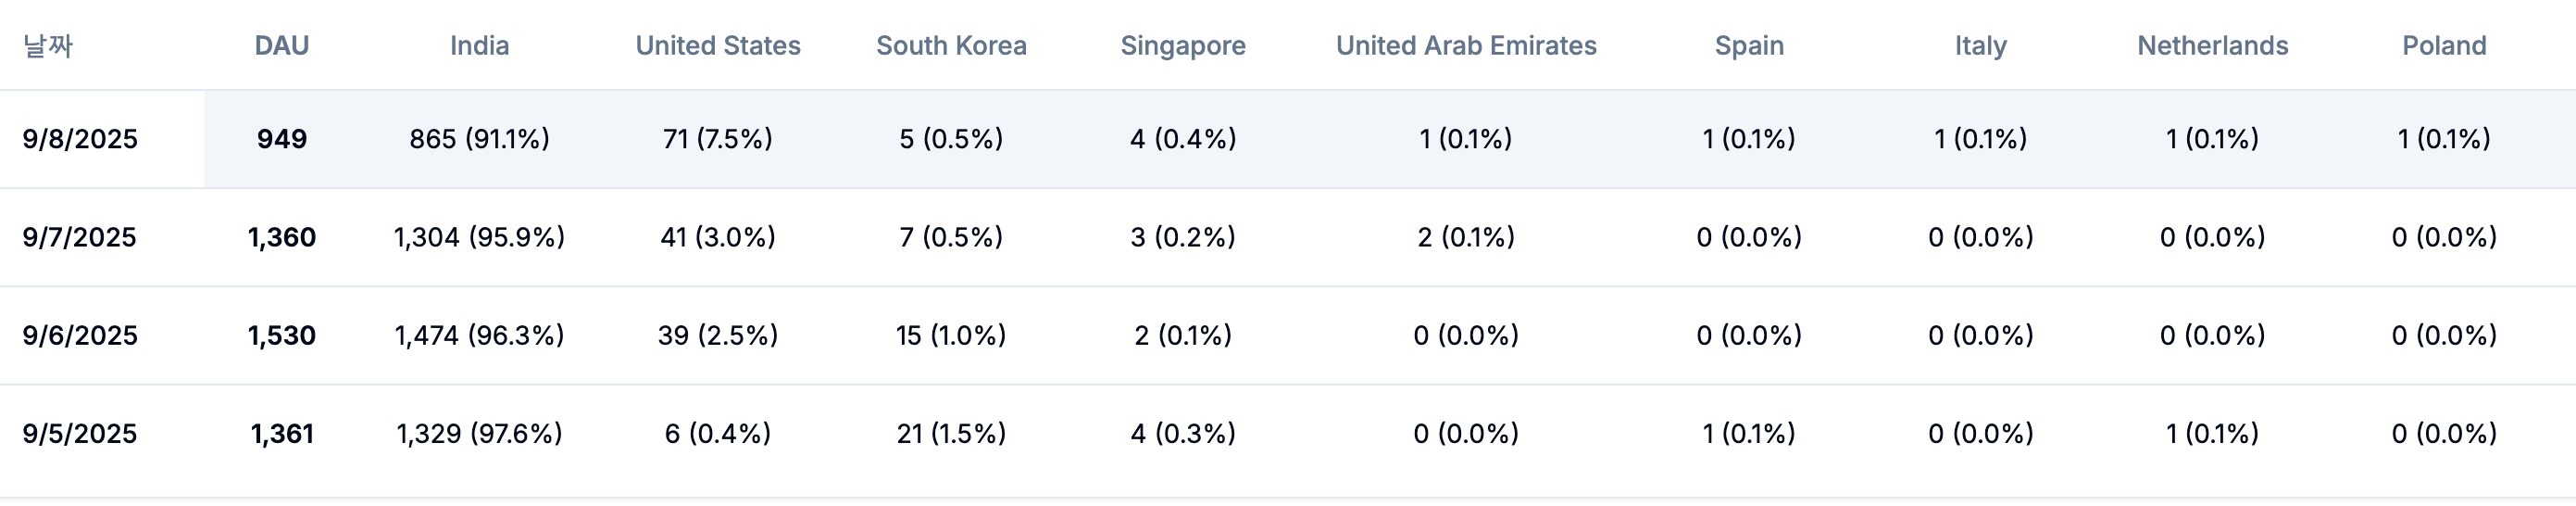 날짜 DAU India United States South Korea Singapore United Arab Emirates Spain Italy Netherlands Poland
9/8/2025 949 865 (91.1%) 71 (7.5%) 5 (0.5%) 4 (0.4%) 1 (0.1%) 1 (0.1%) 1 (0.1%) 1 (0.1%) 1 (0.1%)
9/7/2025 1,360 1,304 (95.9%) 41 (3.0%) 7 (0.5%) 3 (0.2%) 2 (0.1%) 0 (0.0%) 0 (0.0%) 0 (0.0%) 0 (0.0%)
9/6/2025 1,530 1,474 (96.3%) 39 (2.5%) 15 (1.0%) 2 (0.1%) 0 (0.0%) 0 (0.0%) 0 (0.0%) 0 (0.0%) 0 (0.0%)
9/5/2025 1,361 1,329 (97.6%) 6 (0.4%) 21 (1.5%) 4 (0.3%) 0 (0.0%) 1 (0.1%) 0 (0.0%) 1 (0.1%) 0 (0.0%)